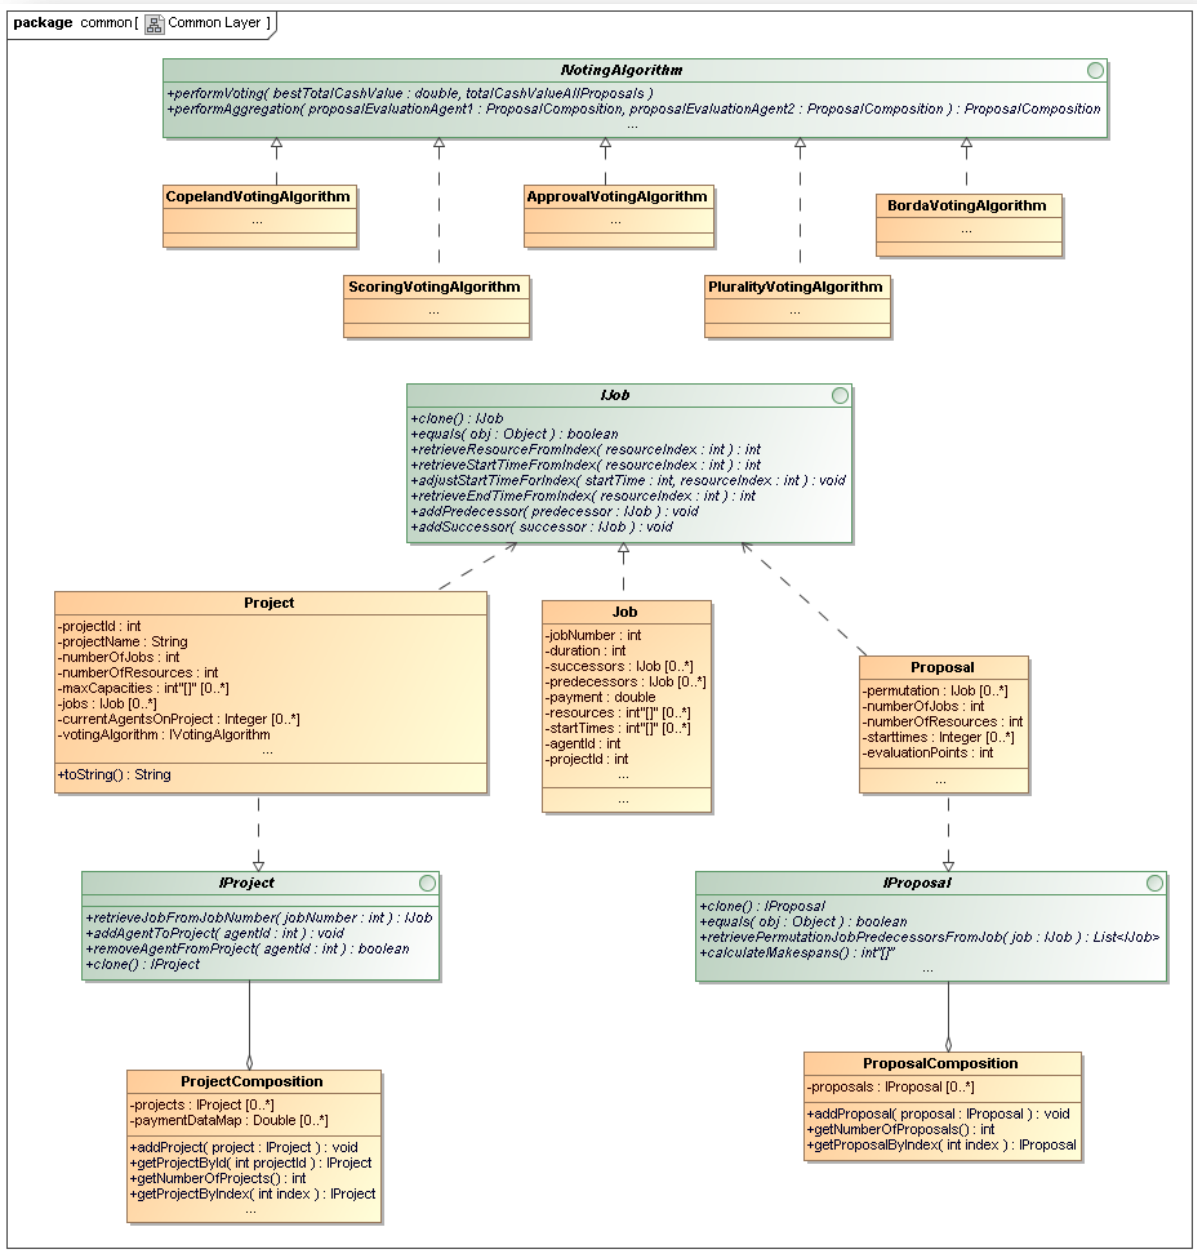 package common [ Common Layer ]
IVotingAlgorithm
+performVoting( bestTotalCashValue : double, totalCashValueAllProposals )
+performAggregation( proposalEvaluationAgent1 : ProposalComposition, proposalEvaluationAgent2 : ProposalComposition ) : ProposalComposition
...
CopelandVotingAlgorithm
...
ApprovalVotingAlgorithm
...
BordaVotingAlgorithm
...
ScoringVotingAlgorithm
...
PluralityVotingAlgorithm
...
IJob
+clone() : IJob
+equals( obj : Object ) : boolean
+retrieveResourceFromIndex( resourceIndex : int ) : int
+retrieveStartTimeFromIndex( resourceIndex : int ) : int
+adjustStartTimeForIndex( startTime : int, resourceIndex : int ) : void
+retrieveEndTimeFromIndex( resourceIndex : int ) : int
+addPredecessor( predecessor : IJob ) : void
+addSuccessor( successor : IJob ) : void
Project
-projectId : int
-projectName : String
-numberOfJobs : int
-numberOfResources : int
-maxCapacities : int"[]" [0..*]
-jobs : IJob [0..*]
-currentAgentsOnProject : Integer [0..*]
-votingAlgorithm : IVotingAlgorithm
...
+toString() : String
Job
-jobNumber : int
-duration : int
-successors : IJob [0..*]
-predecessors : IJob [0..*]
-payment : double
-resources : int"[]" [0..*]
-startTimes : int"[]" [0..*]
-agentId : int
-projectId : int
...
...
Proposal
-permutation : IJob [0..*]
-numberOfJobs : int
-numberOfResources : int
-starttimes : Integer [0..*]
-evaluationPoints : int
...
IProject
+retrieveJobFromJobNumber( jobNumber : int ) : IJob
+addAgentToProject( agentId : int ) : void
+removeAgentFromProject( agentId : int ) : boolean
+clone() : IProject
IProposal
+clone() : IProposal
+equals( obj : Object ) : boolean
+retrievePermutationJobPredecessorsFromJob( job : IJob ) : List<IJob>
+calculateMakespans() : int"[]"
...
ProjectComposition
-projects : IProject [0..*]
-paymentDataMap : Double [0..*]
+addProject( project : IProject ) : void
+getProjectById( int projectId ) : IProject
+getNumberOfProjects() : int
+getProjectByIndex( int index ) : IProject
...
ProposalComposition
-proposals : IProposal [0..*]
+addProposal( proposal : IProposal ) : void
+getNumberOfProposals() : int
+getProposalByIndex( int index ) : IProposal